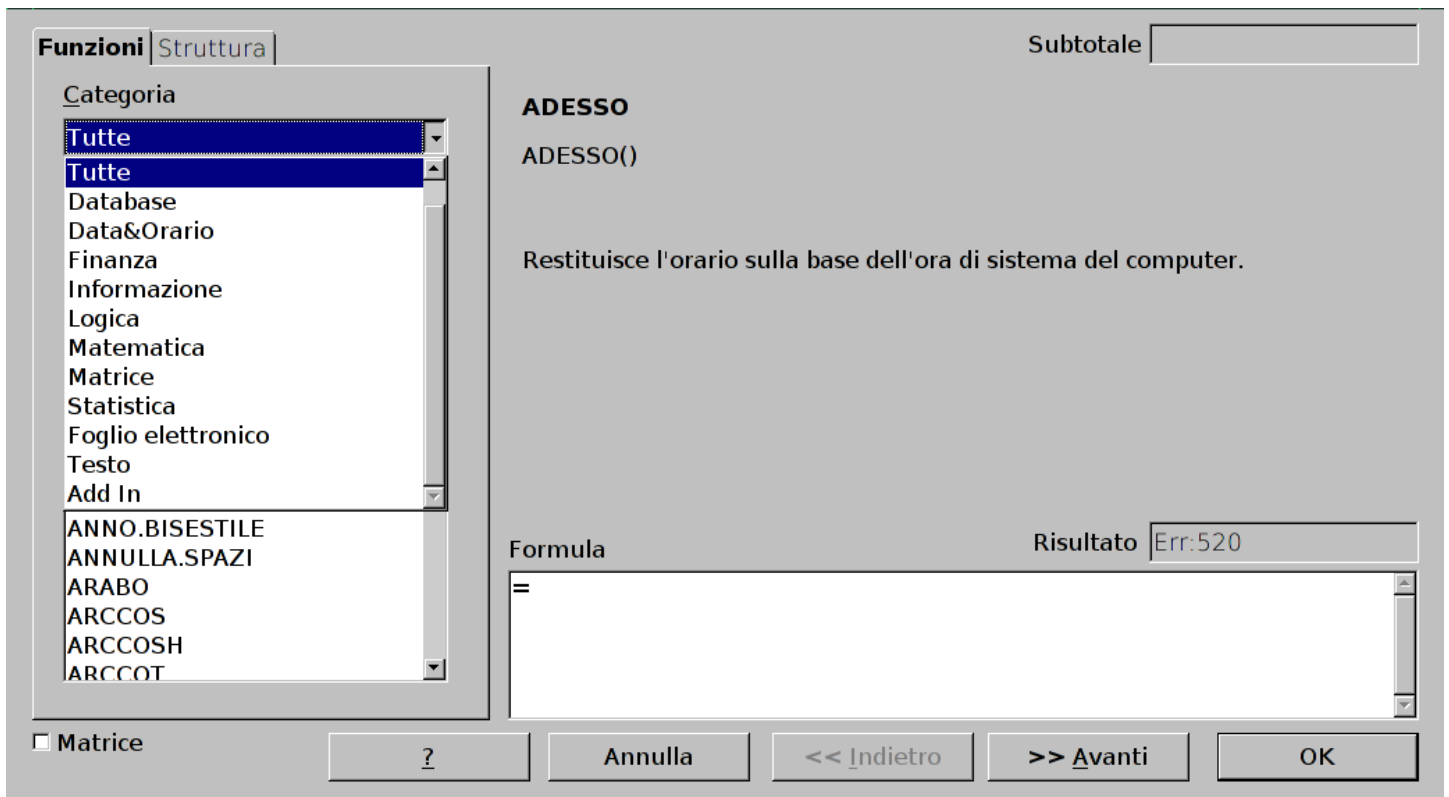 Funzioni Struttura
Subtotale
Categoria
Tutte
Tutte
Database
Data&Orario
Finanza
Informazione
Logica
Matematica
Matrice
Statistica
Foglio elettronico
Testo
Add In
ANNO.BISESTILE
ANNULLA.SPAZI
ARABO
ARCCOS
ARCCOSH
ARCCOT
ADESSO
ADESSO()
Restituisce l'orario sulla base dell'ora di sistema del computer.
Formula
Risultato Err:520
=
Matrice
?
Annulla
<< Indietro
>> Avanti
OK